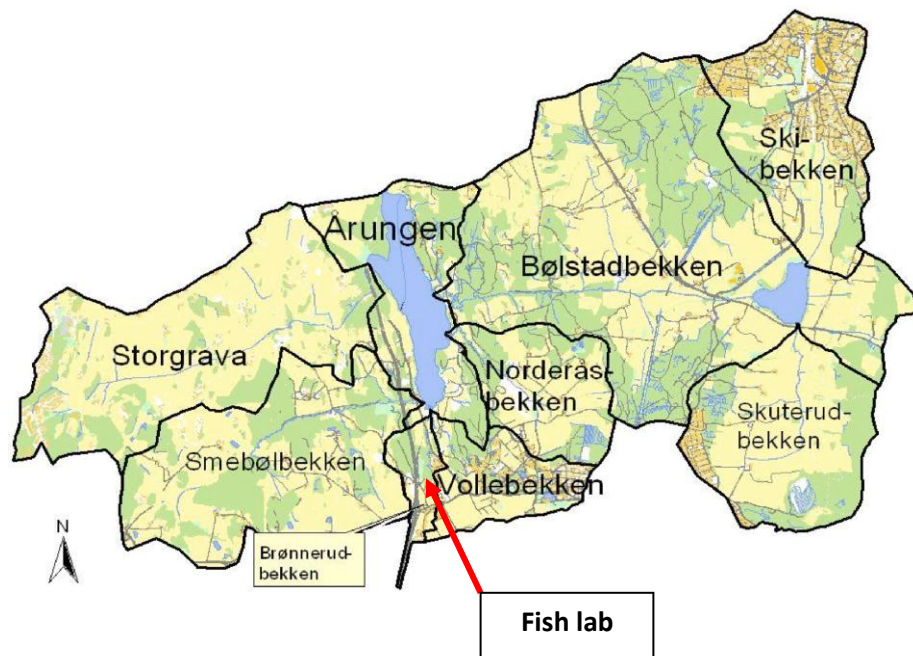 Ski-
bekken
Årungen
Bølstadbekken
Storgrava
Norderås-
bekken
Skuterud-
bekken
Smebølbekken
Vollebekken
N
Brønnerud-
bekken
Fish lab